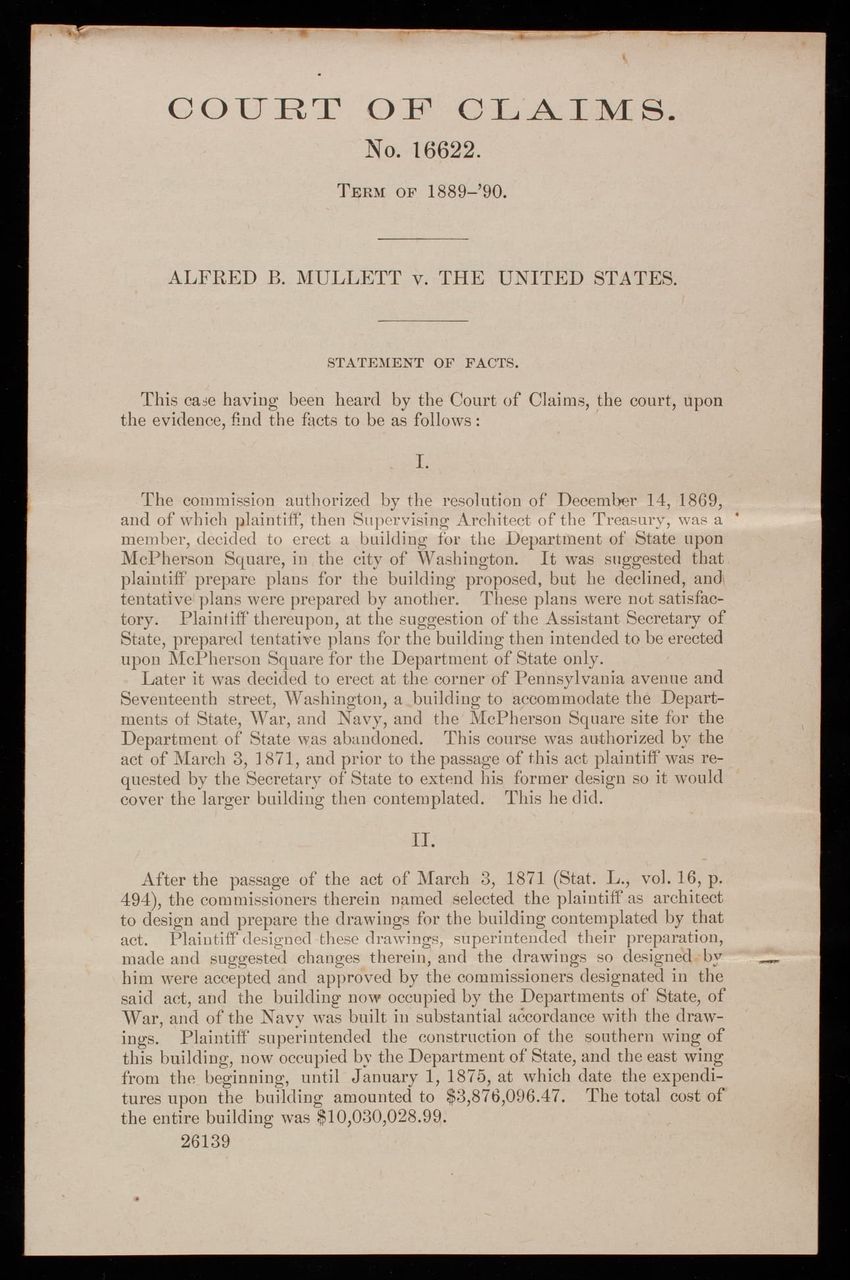 COURT OF CLAIMS.
No. 16622.
TERM OF 1889-'90.
ALFRED B. MULLETT v. THE UNITED STATES.
STATEMENT OF FACTS.
This case having been heard by the Court of Claims, the court, upon
the evidence, find the facts to be as follows:
I.
The commission authorized by the resolution of December 14, 1869,
and of which plaintiff, then Supervising Architect of the Treasury, was a
member, decided to erect a building for the Department of State upon
McPherson Square, in the city of Washington. It was suggested that
plaintiff prepare plans for the building proposed, but he declined, and
tentative plans were prepared by another. These plans were not satisfac-
tory. Plaintiff thereupon, at the suggestion of the Assistant Secretary of
State, prepared tentative plans for the building then intended to be erected
upon McPherson Square for the Department of State only.
Later it was decided to erect at the corner of Pennsylvania avenue and
Seventeenth street, Washington, a building to accommodate the Depart-
ments of State, War, and Navy, and the McPherson Square site for the
Department of State was abandoned. This course was authorized by the
act of March 3, 1871, and prior to the passage of this act plaintiff was re-
quested by the Secretary of State to extend his former design so it would
cover the larger building then contemplated. This he did.
II.
After the passage of the act of March 3, 1871 (Stat. L., vol. 16, p.
494), the commissioners therein named selected the plaintiff as architect
to design and prepare the drawings for the building contemplated by that
act. Plaintiff designed these drawings, superintended their preparation,
made and suggested changes therein, and the drawings so designed by
him were accepted and approved by the commissioners designated in the
said act, and the building now occupied by the Departments of State, of
War, and of the Navy was built in substantial accordance with the draw-
ings. Plaintiff superintended the construction of the southern wing of
this building, now occupied by the Department of State, and the east wing
from the beginning, until January 1, 1875, at which date the expendi-
tures upon the building amounted to $3,876,096.47. The total cost of
the entire building was $10,030,028.99.
26139